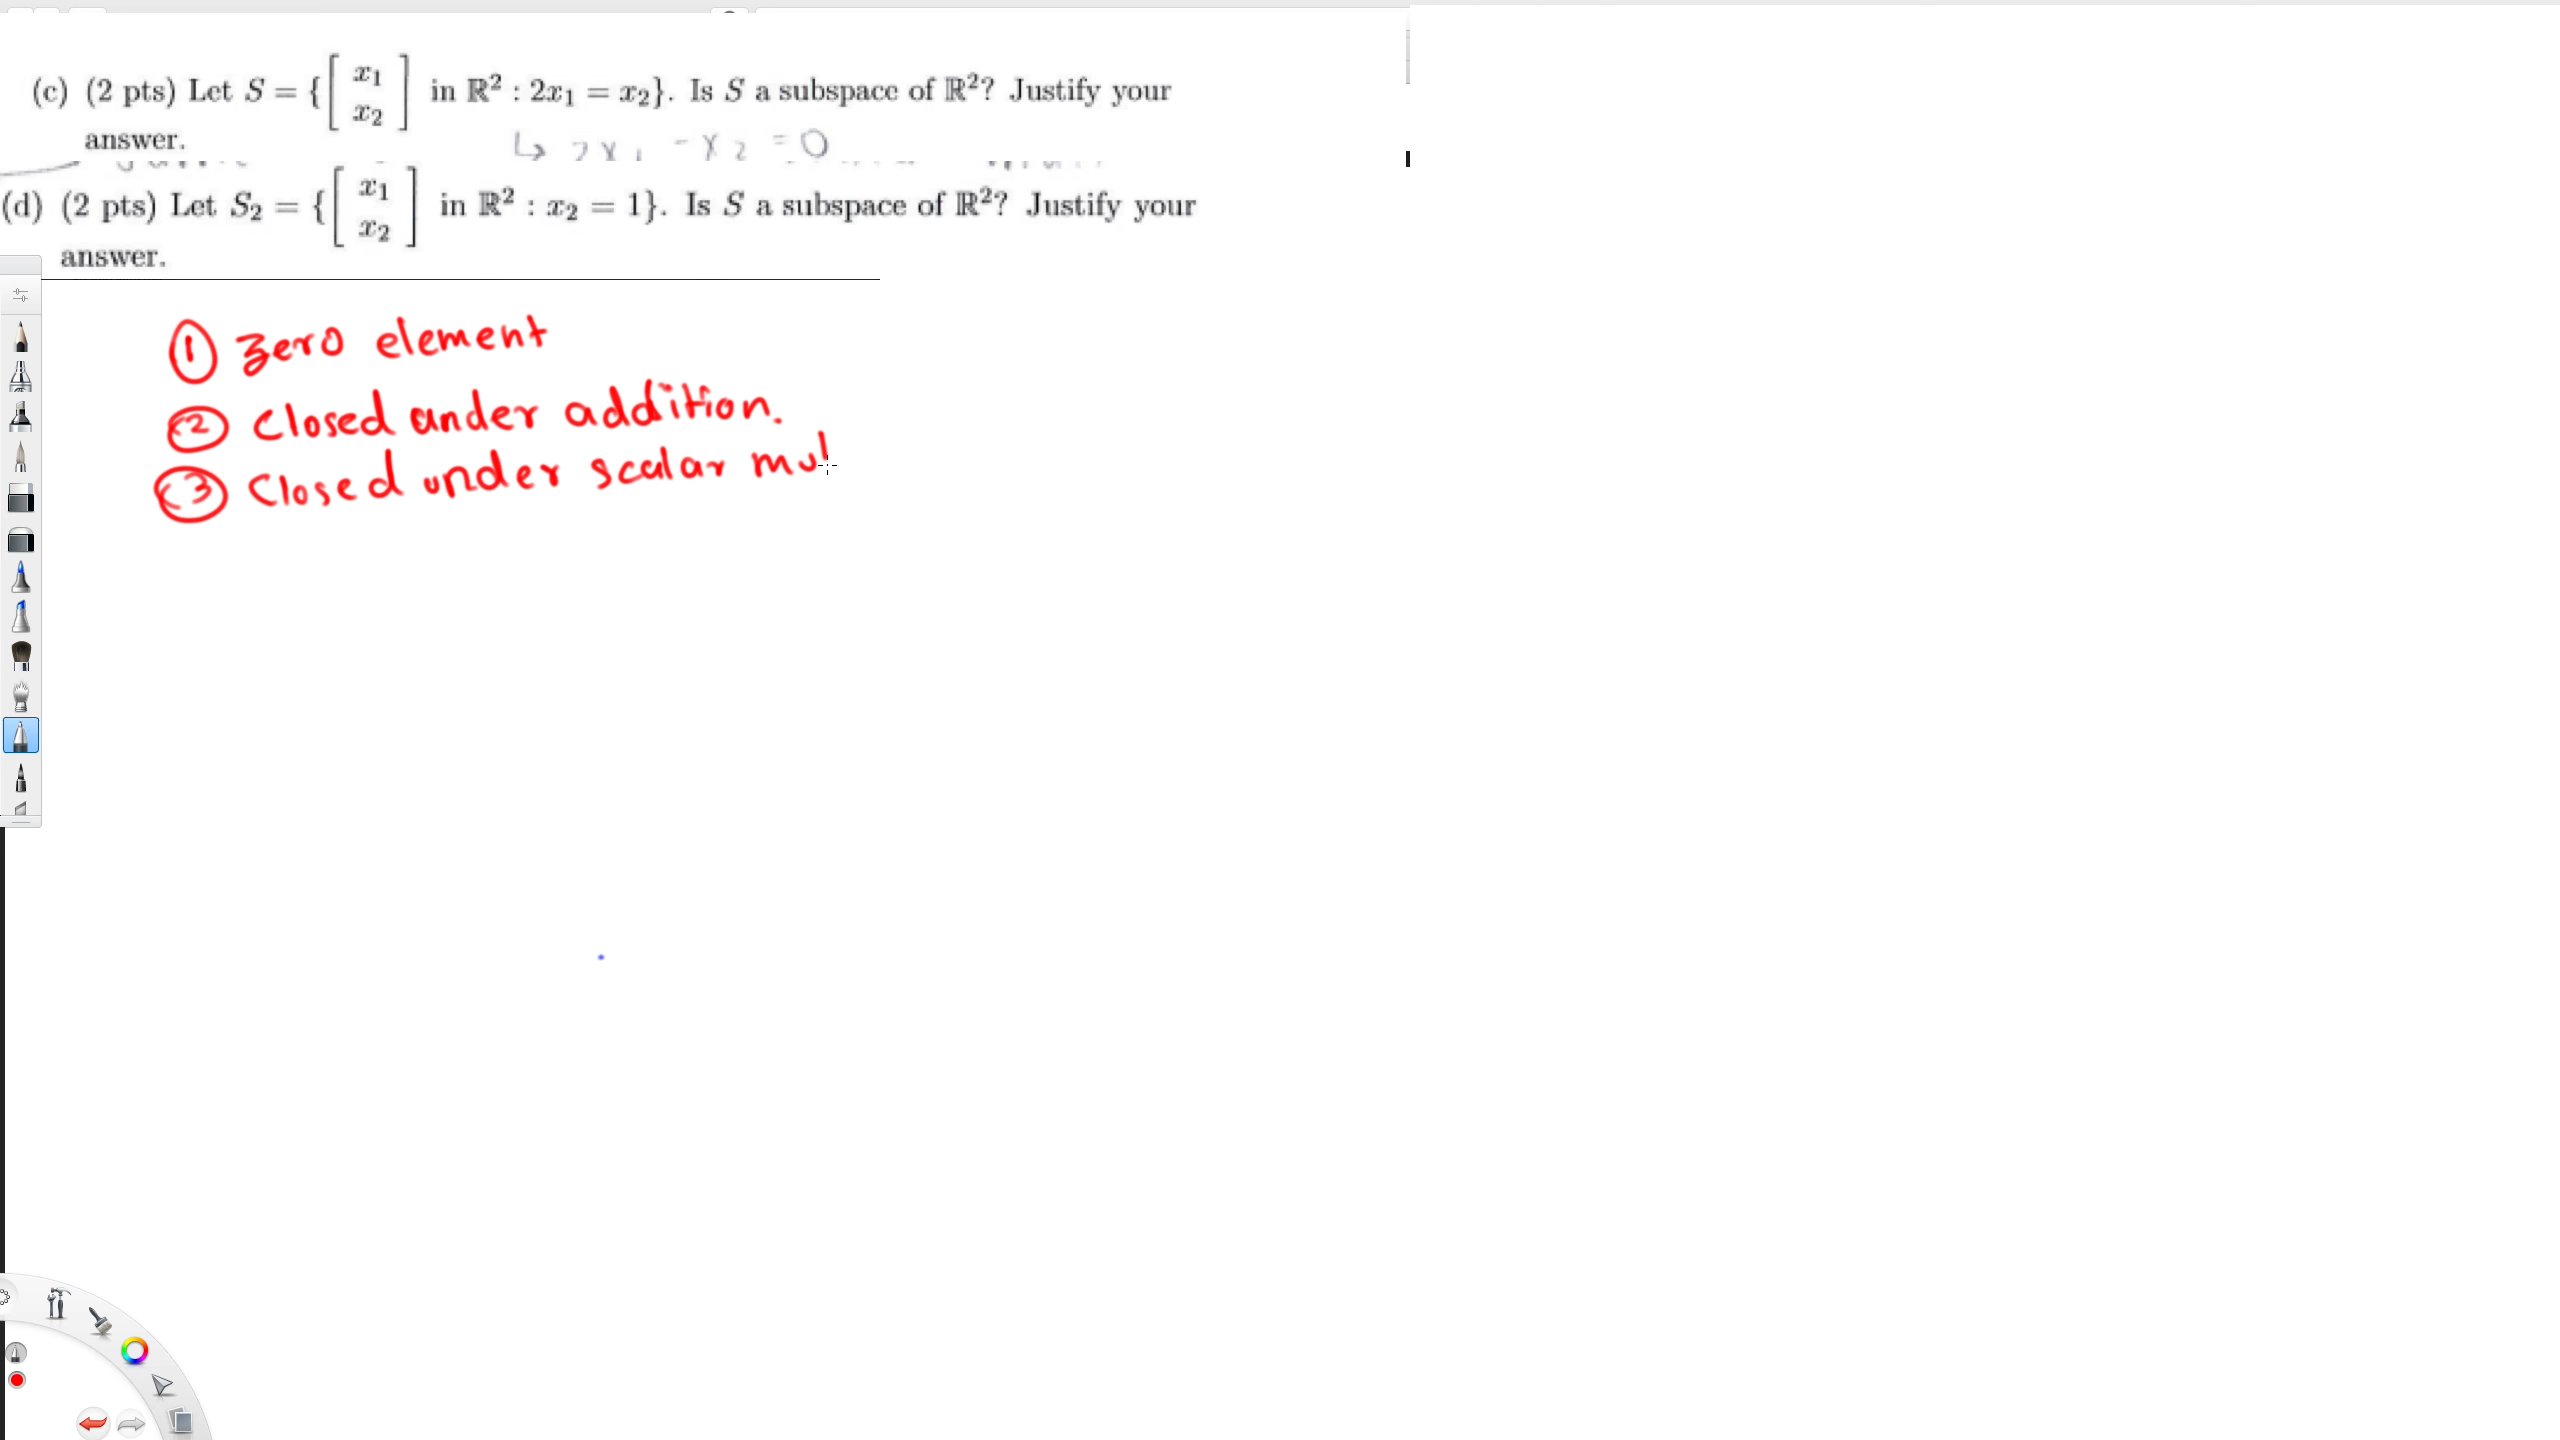 (c) (2 pts) Let S = {[ x1 x2 ] in ℝ² : 2x1 = x2}. Is S a subspace of ℝ²? Justify your
answer.
↳ 2x1 - x2 = 0
(d) (2 pts) Let S2 = {[ x1 x2 ] in ℝ² : x2 = 1}. Is S a subspace of ℝ²? Justify your
answer.
① zero element
② Closed under addition.
③ Closed under scalar mul